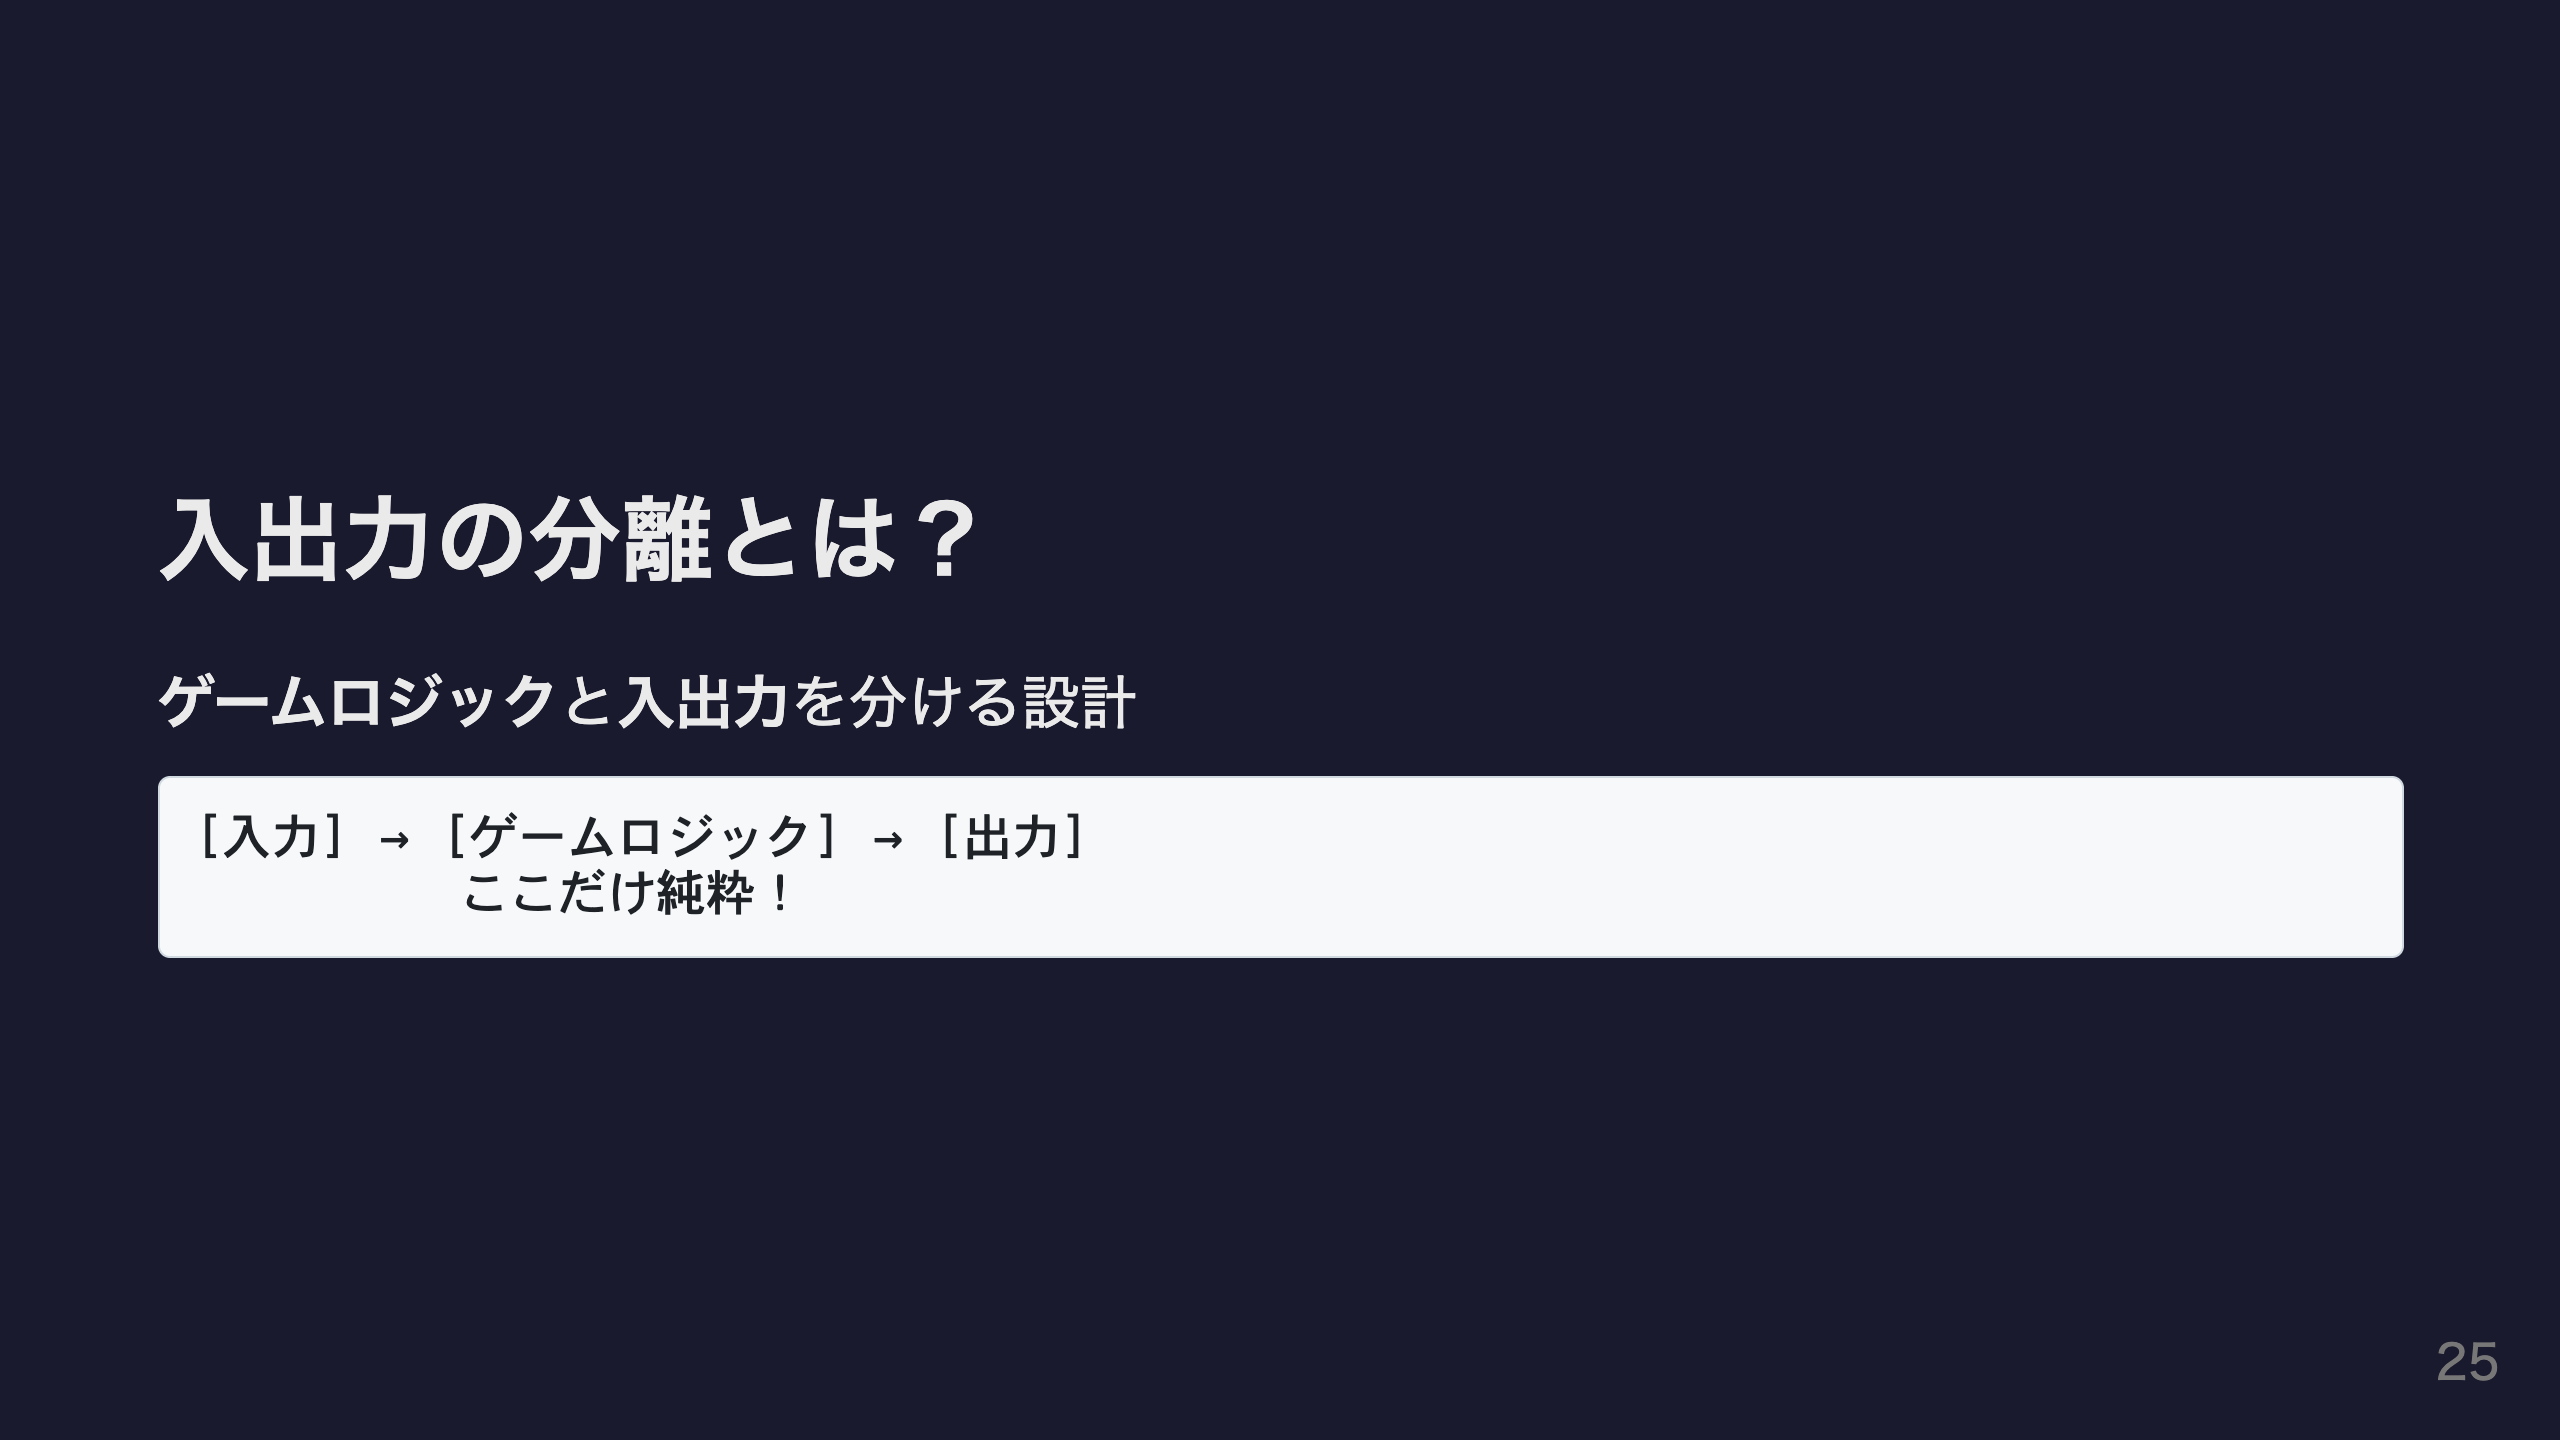 入出力の分離とは？
ゲームロジックと入出力を分ける設計
[入力] → [ゲームロジック] → [出力]
ここだけ純粋！
25